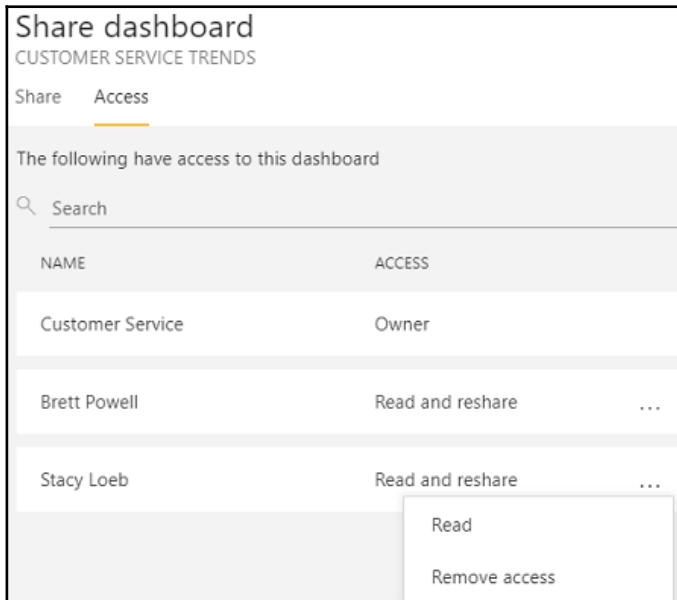 Share dashboard
CUSTOMER SERVICE TRENDS
Share Access
The following have access to this dashboard
Search
NAME ACCESS
Customer Service Owner
Brett Powell Read and reshare ...
Stacy Loeb Read and reshare ...
Read
Remove access